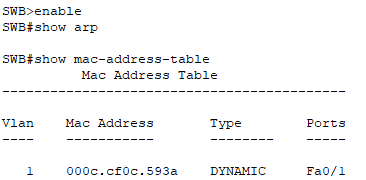 SWB>enable
SWB#show arp
SWB#show mac-address-table
Mac Address Table
-------------------------------------------
Vlan    Mac Address       Type        Ports
----    -----------       --------    -----
1    000c.cf0c.593a    DYNAMIC     Fa0/1